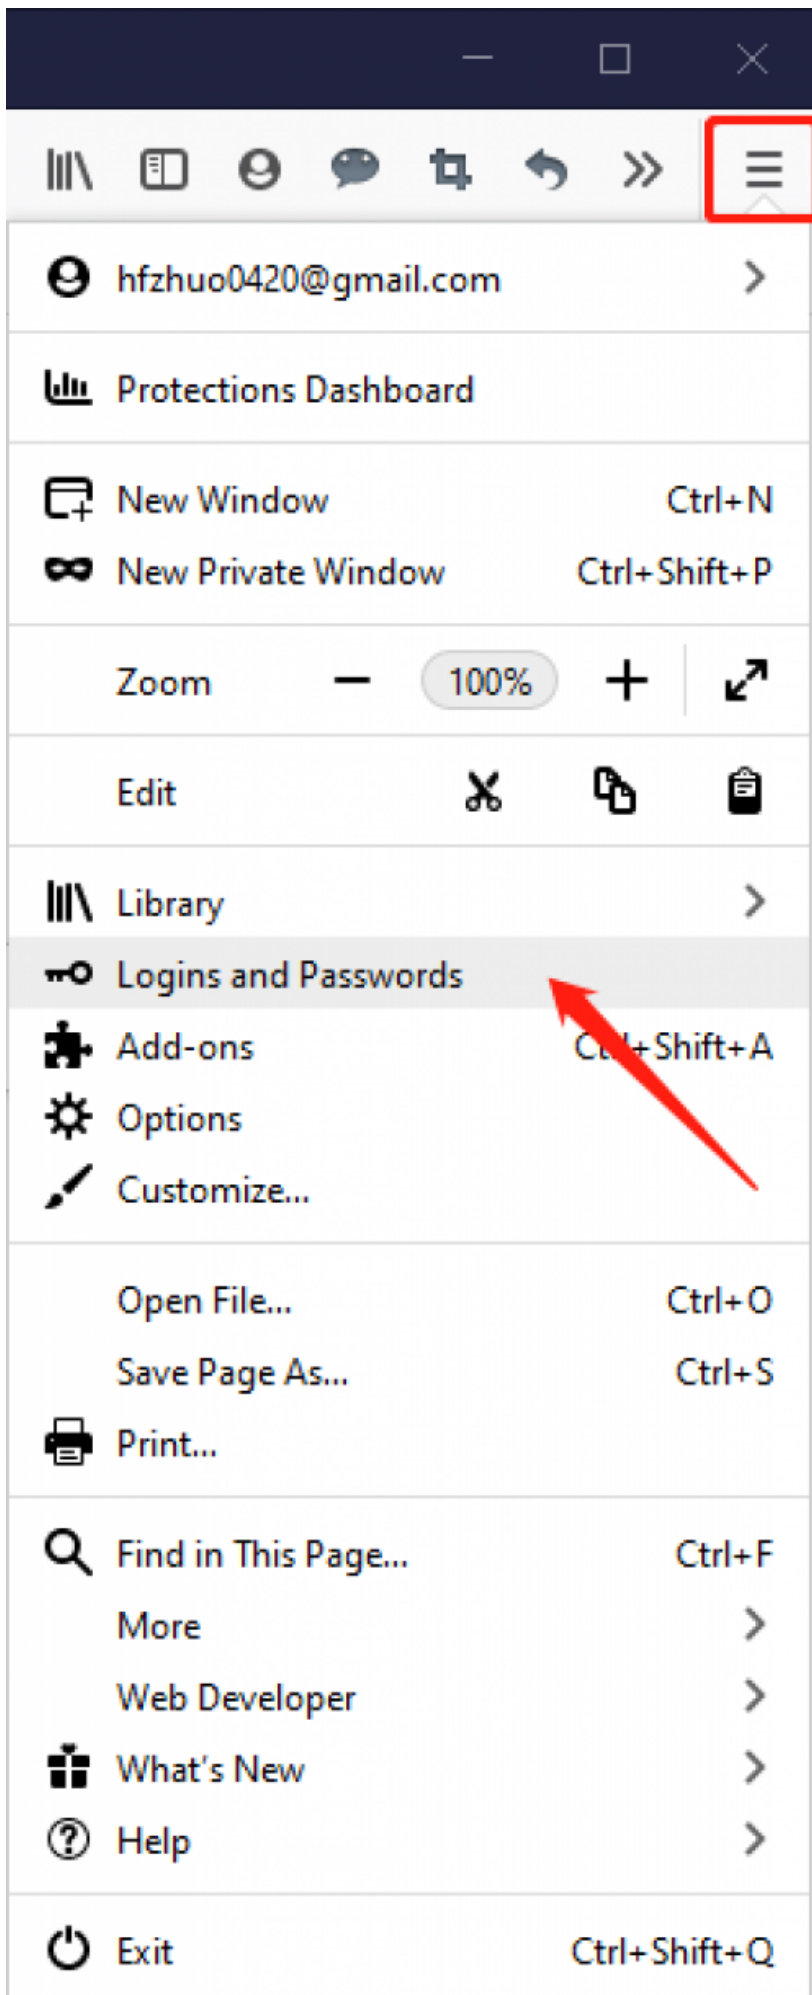 hfzhuo0420@gmail.com
Protections Dashboard
New Window Ctrl+N
New Private Window Ctrl+Shift+P
Zoom 100%
Edit
Library
Logins and Passwords
Add-ons Ctrl+Shift+A
Options
Customize...
Open File... Ctrl+O
Save Page As... Ctrl+S
Print...
Find in This Page... Ctrl+F
More
Web Developer
What's New
Help
Exit Ctrl+Shift+Q